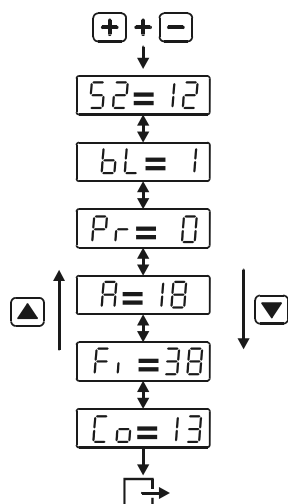 + + −
S2= 12
bL= 1
Pr= 0
A= 18
Fi=38
Co= 13